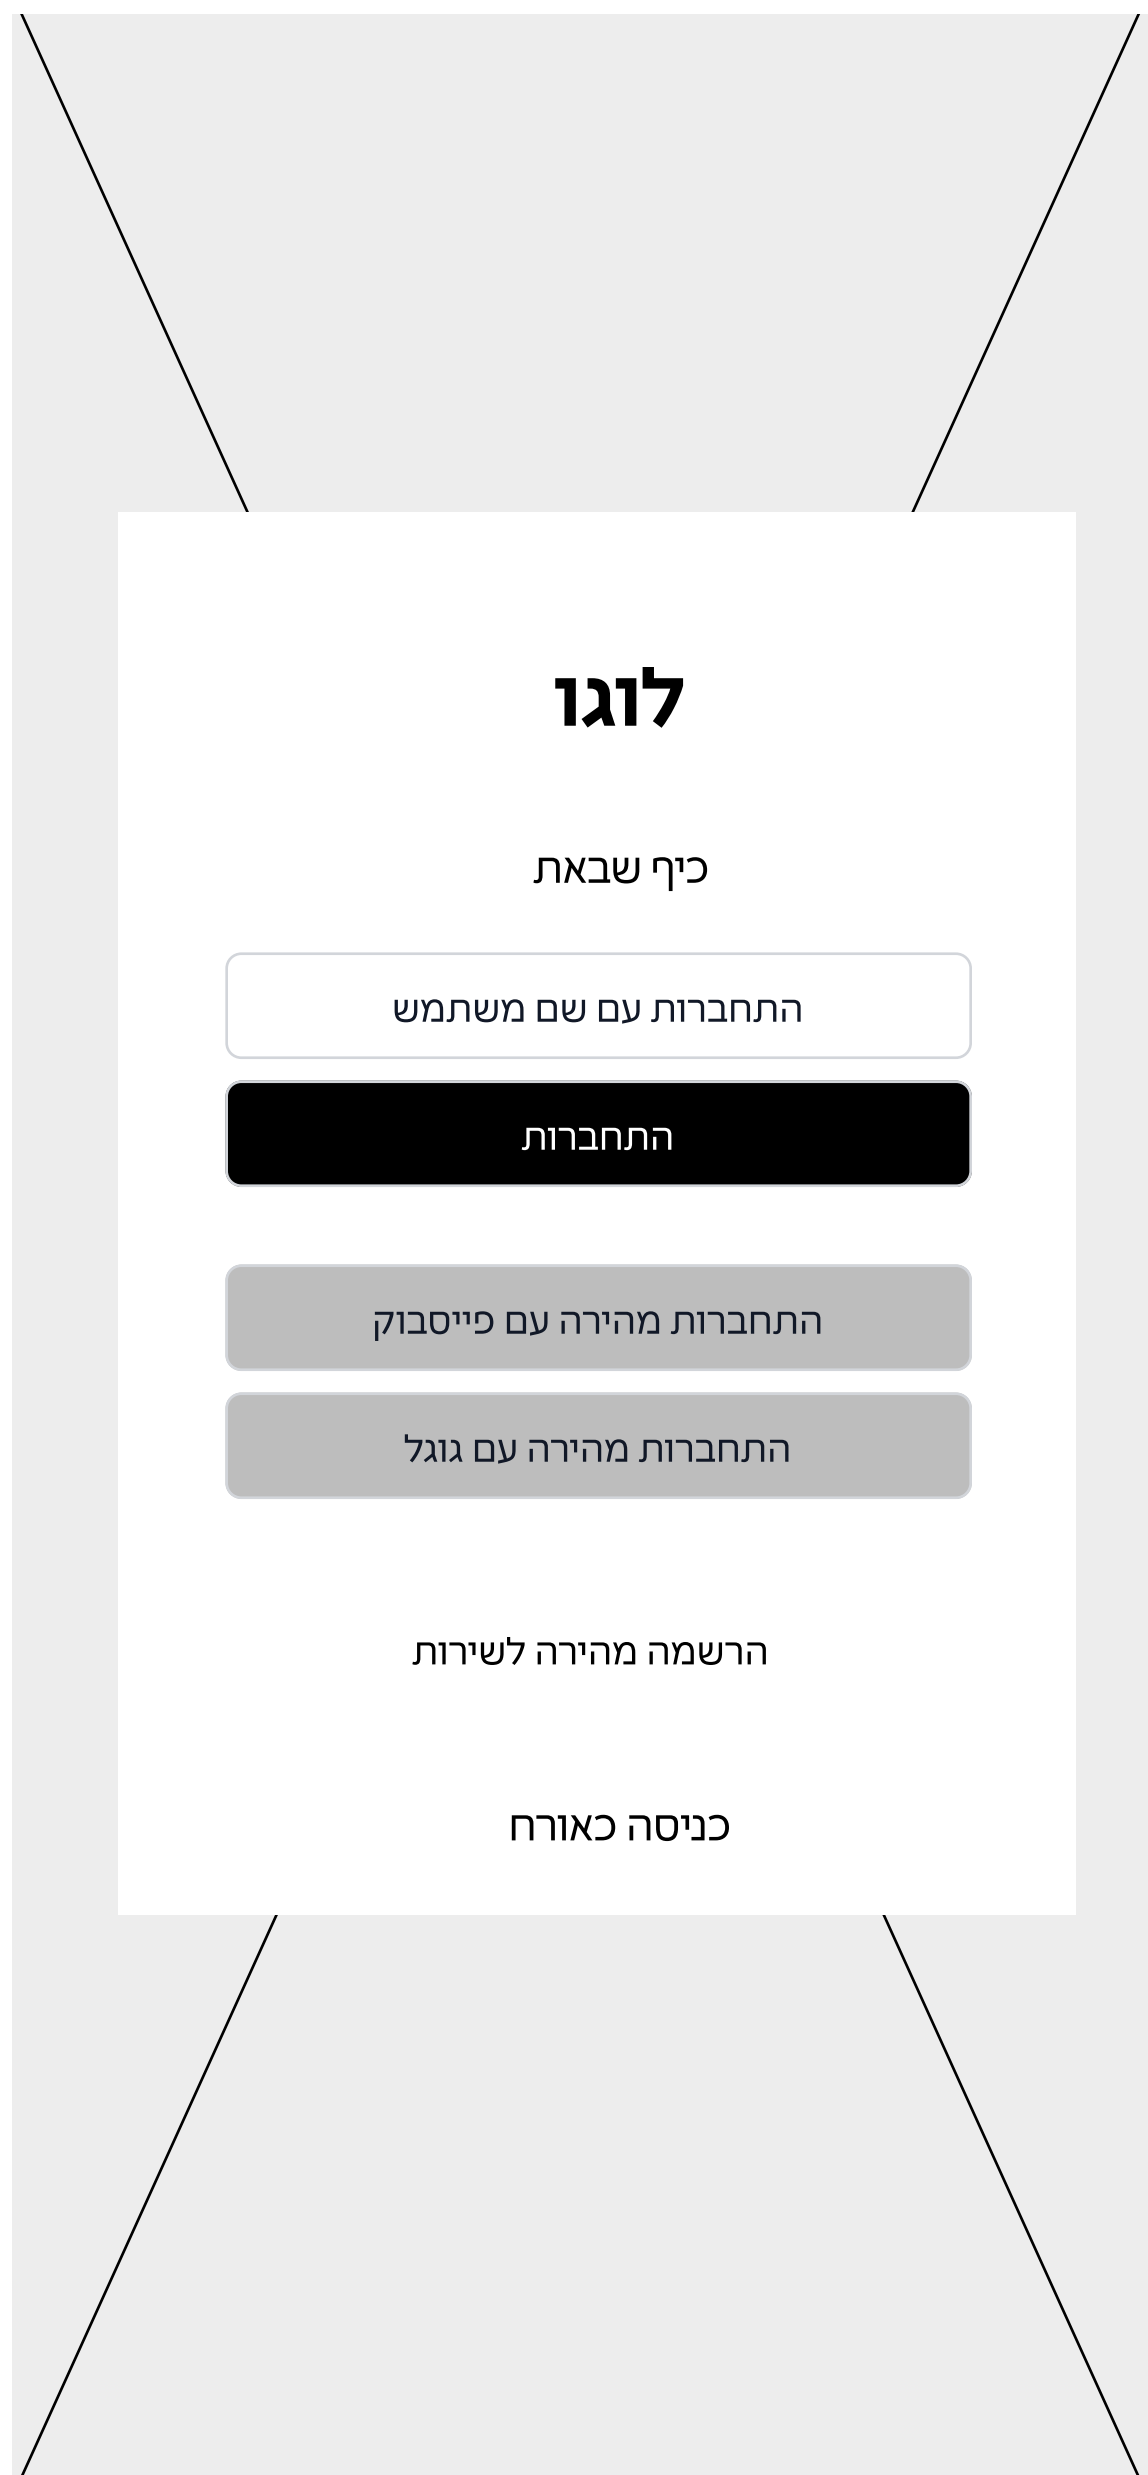 לוגו
כיף שבאת
התחברות עם שם משתמש
התחברות
התחברות מהירה עם פייסבוק
התחברות מהירה עם גוגל
הרשמה מהירה לשירות
כניסה כאורח